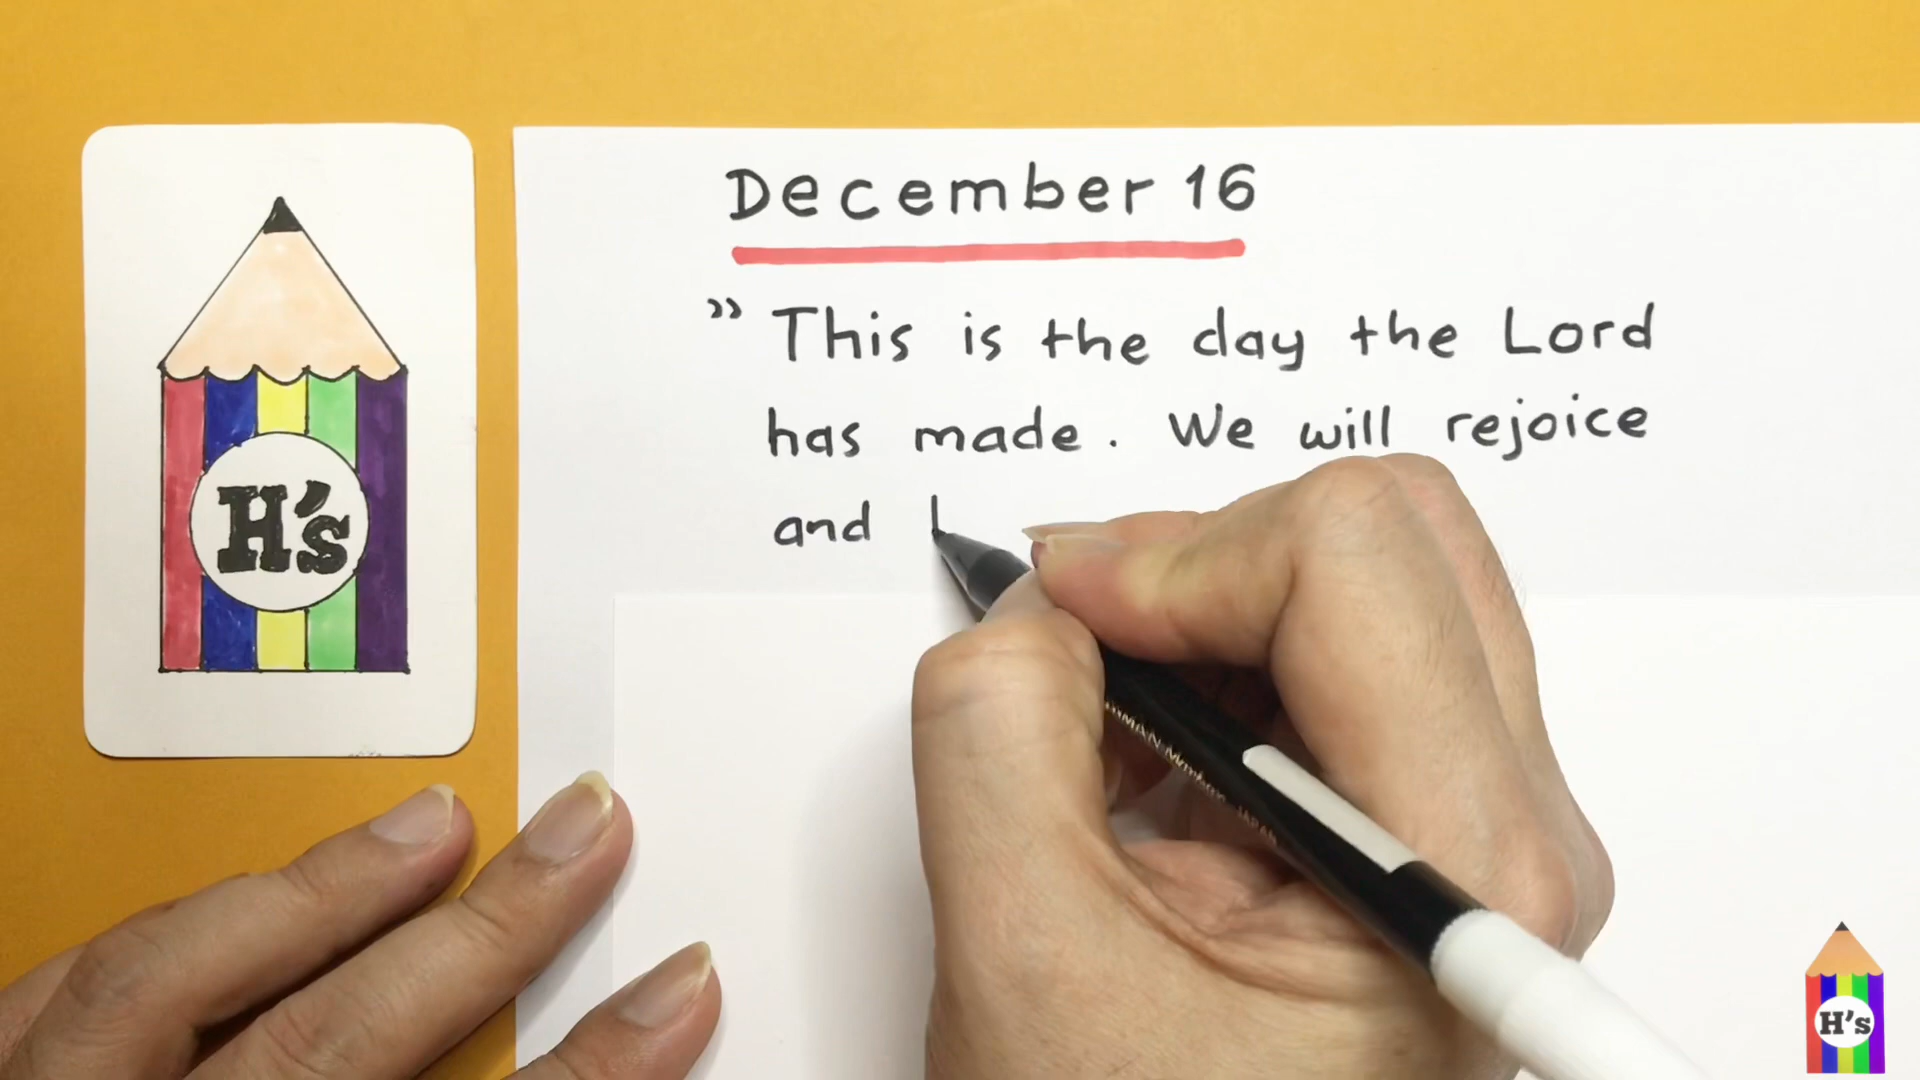 December 16
” This is the day the Lord
has made. We will rejoice
and
H's
H's